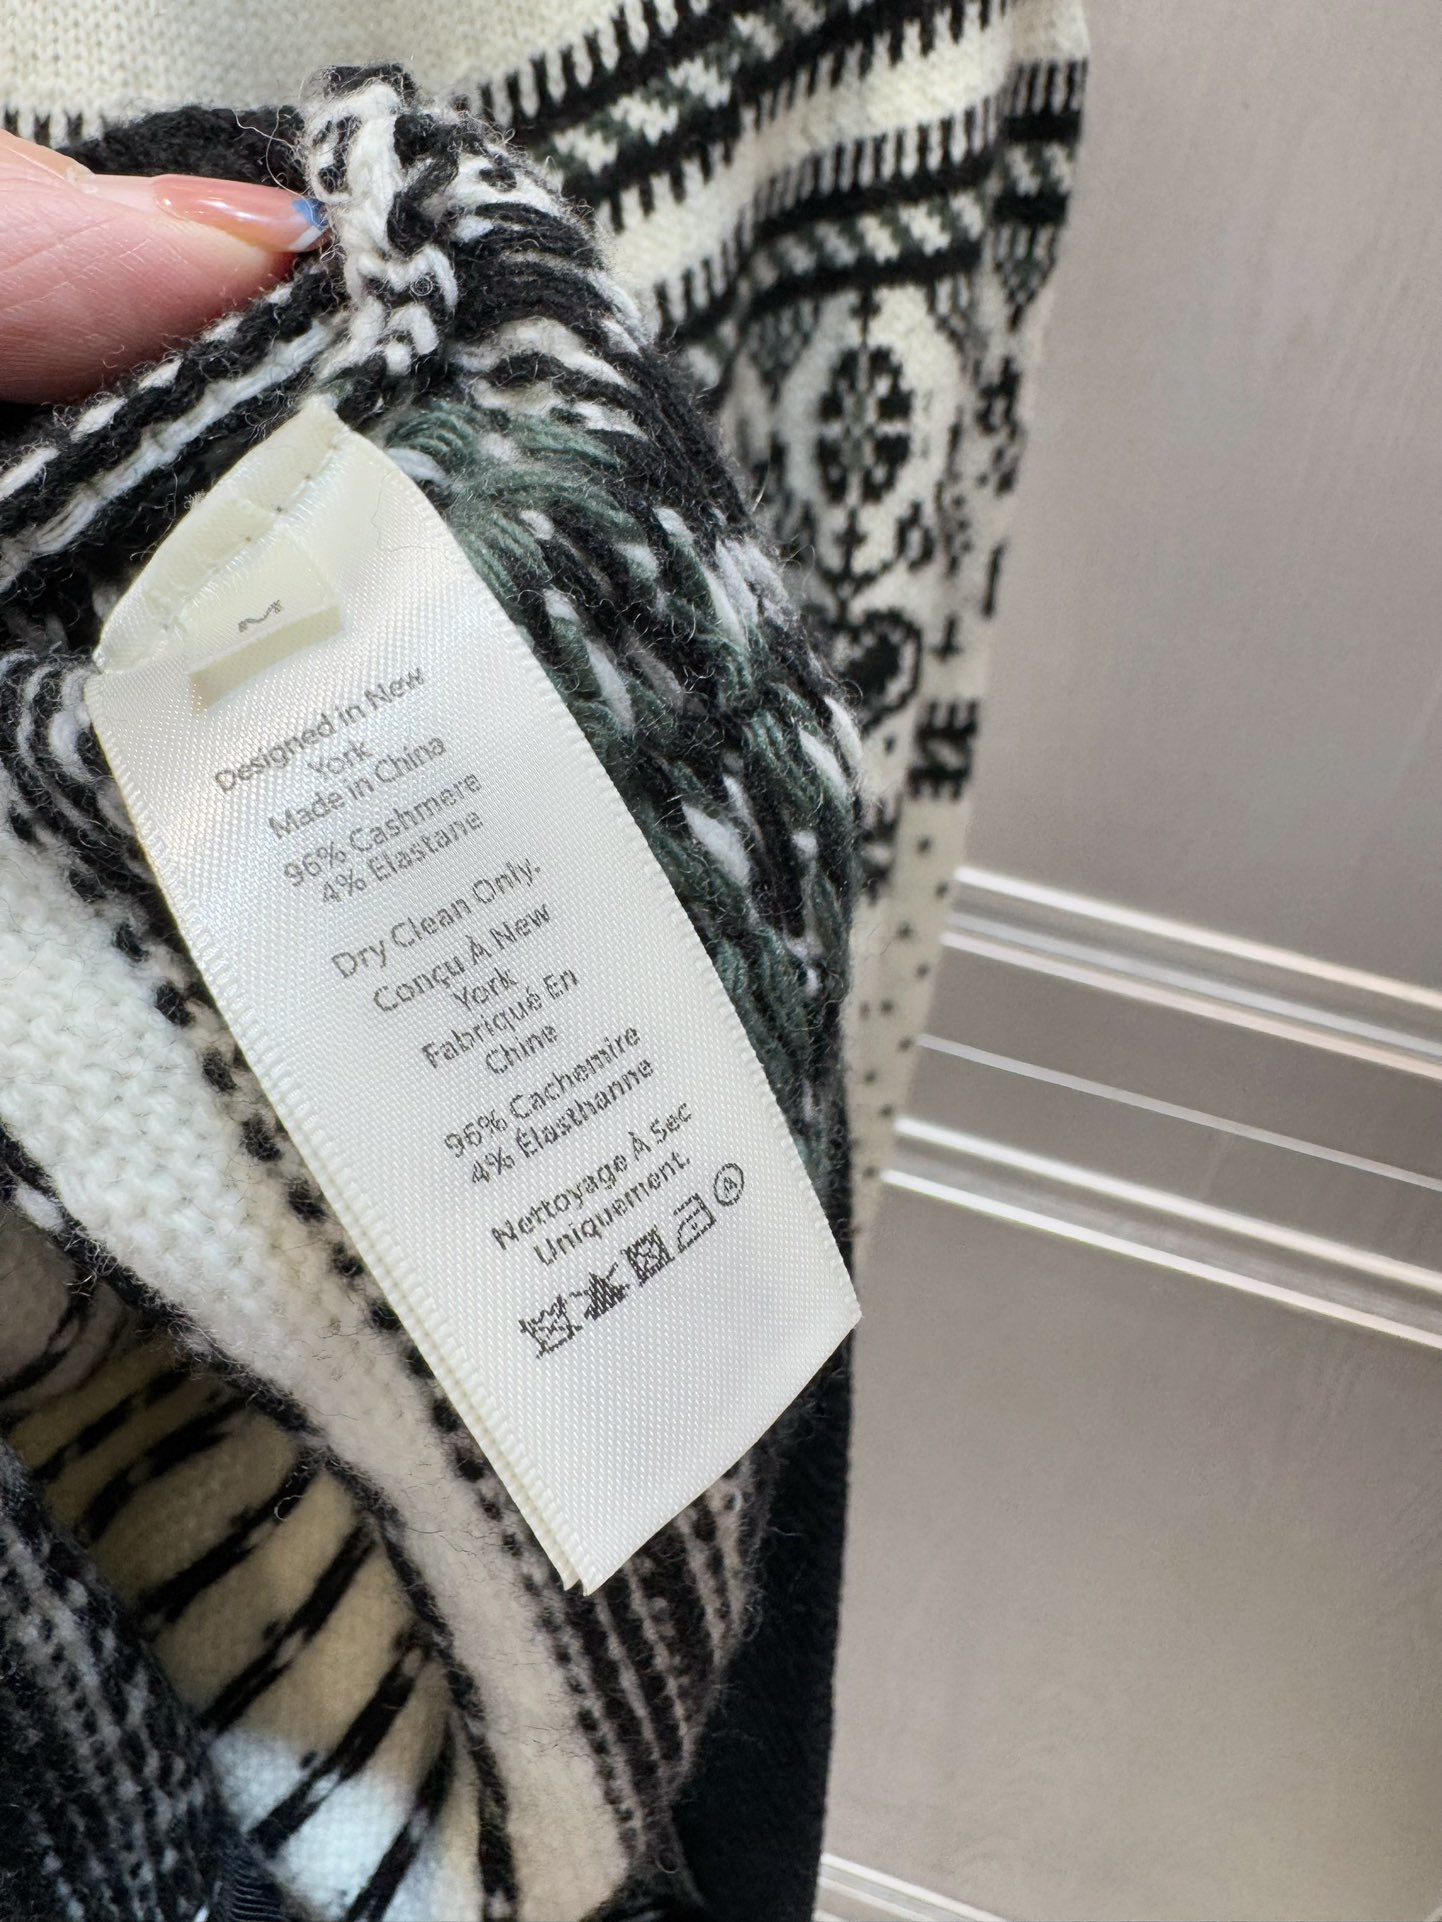 Designed in New
York
Made in China
96% Cashmere
4% Elastane
Dry Clean Only.
Conçu À New
York
Fabriqué En
Chine
96% Cachemire
4% Élasthanne
Nettoyage À Sec
Uniquement.